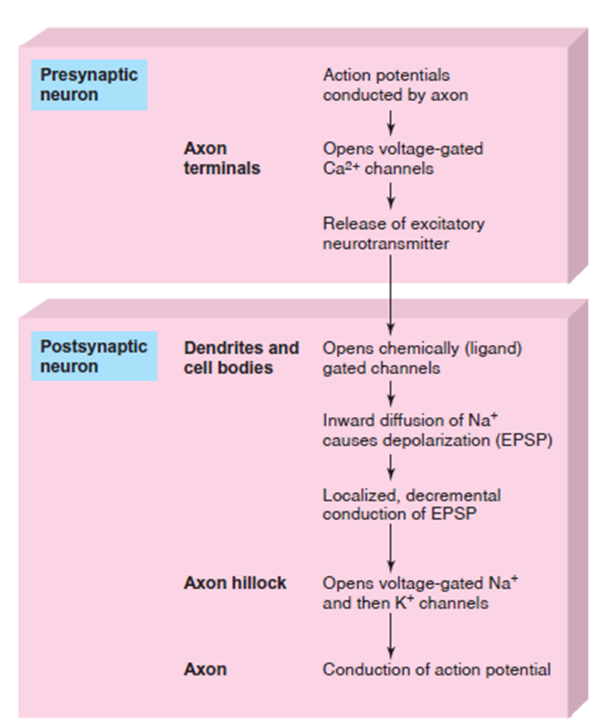 Presynaptic
neuron
Action potentials
conducted by axon
Axon
terminals
Opens voltage-gated
Ca2+ channels
Release of excitatory
neurotransmitter
Postsynaptic
neuron
Dendrites and
cell bodies
Opens chemically (ligand)
gated channels
Inward diffusion of Na+
causes depolarization (EPSP)
Localized, decremental
conduction of EPSP
Axon hillock
Opens voltage-gated Na+
and then K+ channels
Axon
Conduction of action potential